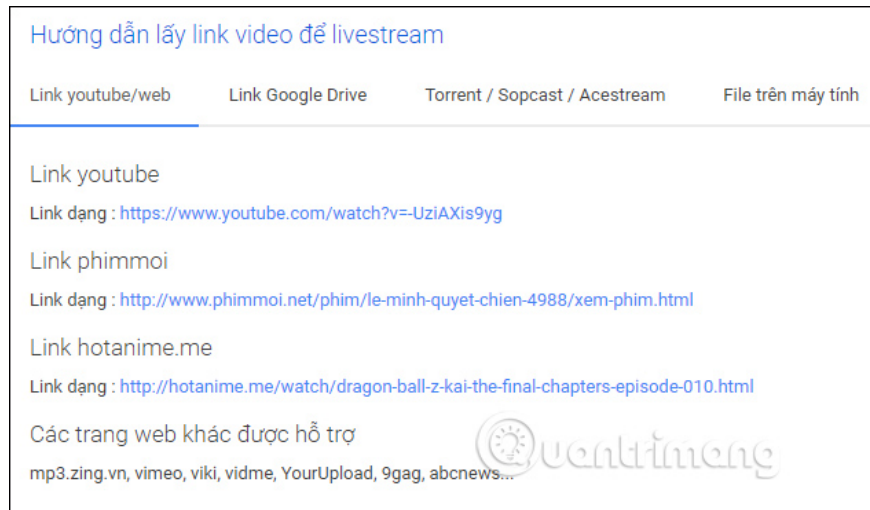 Hướng dẫn lấy link video để livestream
Link youtube/web Link Google Drive Torrent / Sopcast / Acestream File trên máy tính
Link youtube
Link dạng : https://www.youtube.com/watch?v=-UziAXis9yg
Link phimmoi
Link dạng : http://www.phimmoi.net/phim/le-minh-quyet-chien-4988/xem-phim.html
Link hotanime.me
Link dạng : http://hotanime.me/watch/dragon-ball-z-kai-the-final-chapters-episode-010.html
Các trang web khác được hỗ trợ
mp3.zing.vn, vimeo, viki, vidme, YourUpload, 9gag, abcnews...
Quantrimang